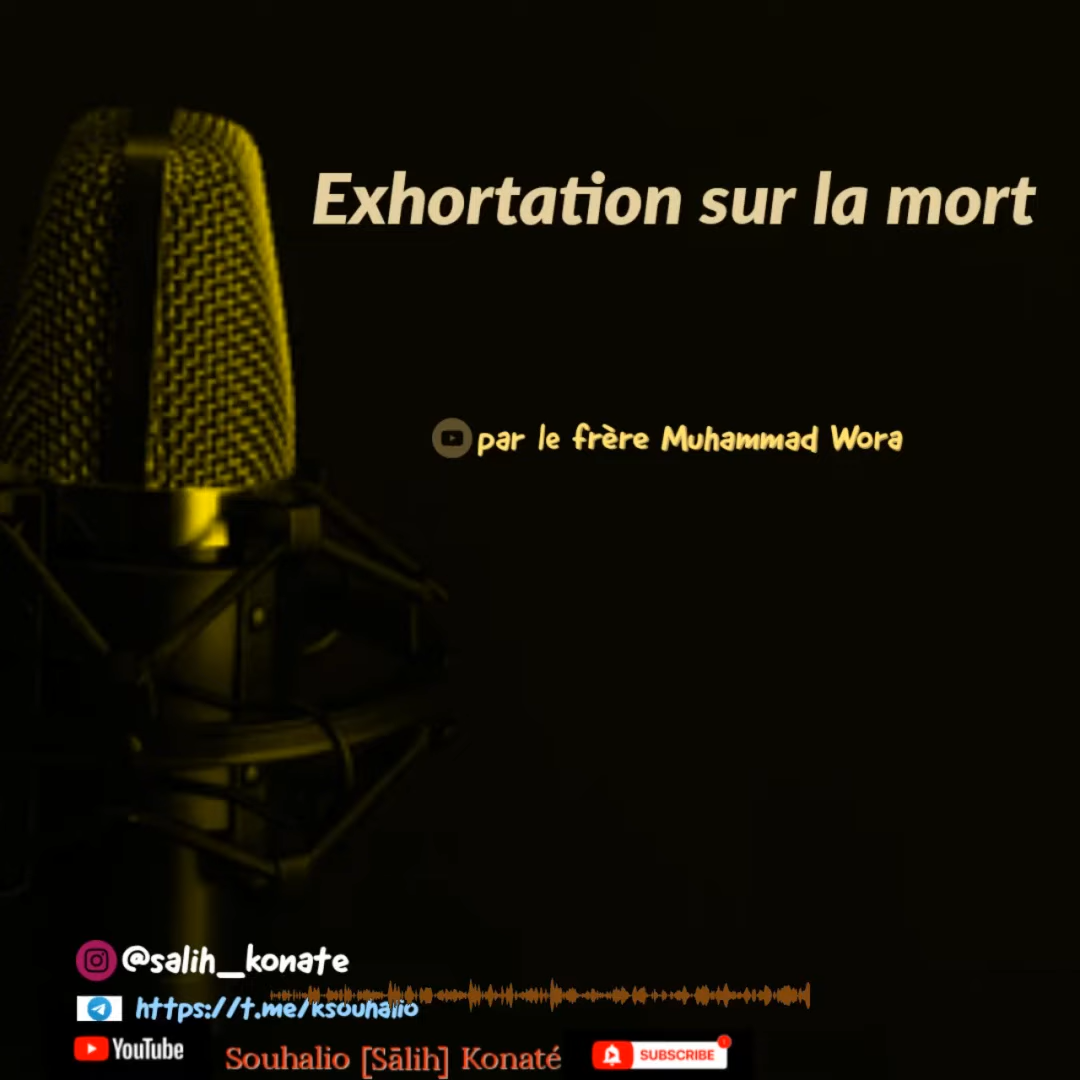 Exhortation sur la mort
par le frère Muhammad Wora
@salih_konate
https://t.me/ksouhalio
YouTube
Souhalio [Sālih] Konaté
SUBSCRIBE